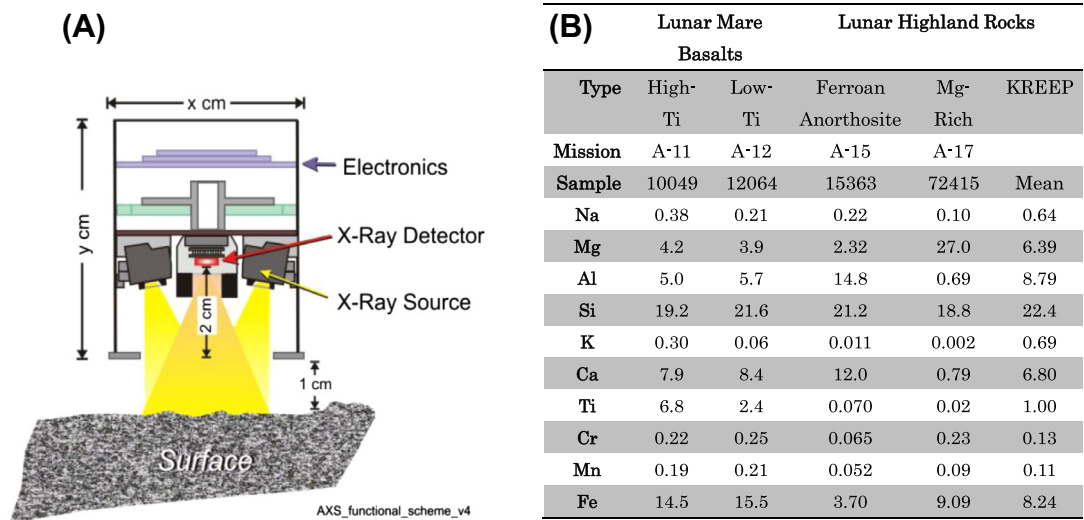 (A)
x cm
y cm
Electronics
X-Ray Detector
X-Ray Source
2 cm
1 cm
Surface
AXS_functional_scheme_v4
(B) Lunar Mare Basalts Lunar Highland Rocks
Type High-Ti Low-Ti Ferroan Anorthosite Mg-Rich KREEP
Mission A-11 A-12 A-15 A-17
Sample 10049 12064 15363 72415 Mean
Na 0.38 0.21 0.22 0.10 0.64
Mg 4.2 3.9 2.32 27.0 6.39
Al 5.0 5.7 14.8 0.69 8.79
Si 19.2 21.6 21.2 18.8 22.4
K 0.30 0.06 0.011 0.002 0.69
Ca 7.9 8.4 12.0 0.79 6.80
Ti 6.8 2.4 0.070 0.02 1.00
Cr 0.22 0.25 0.065 0.23 0.13
Mn 0.19 0.21 0.052 0.09 0.11
Fe 14.5 15.5 3.70 9.09 8.24